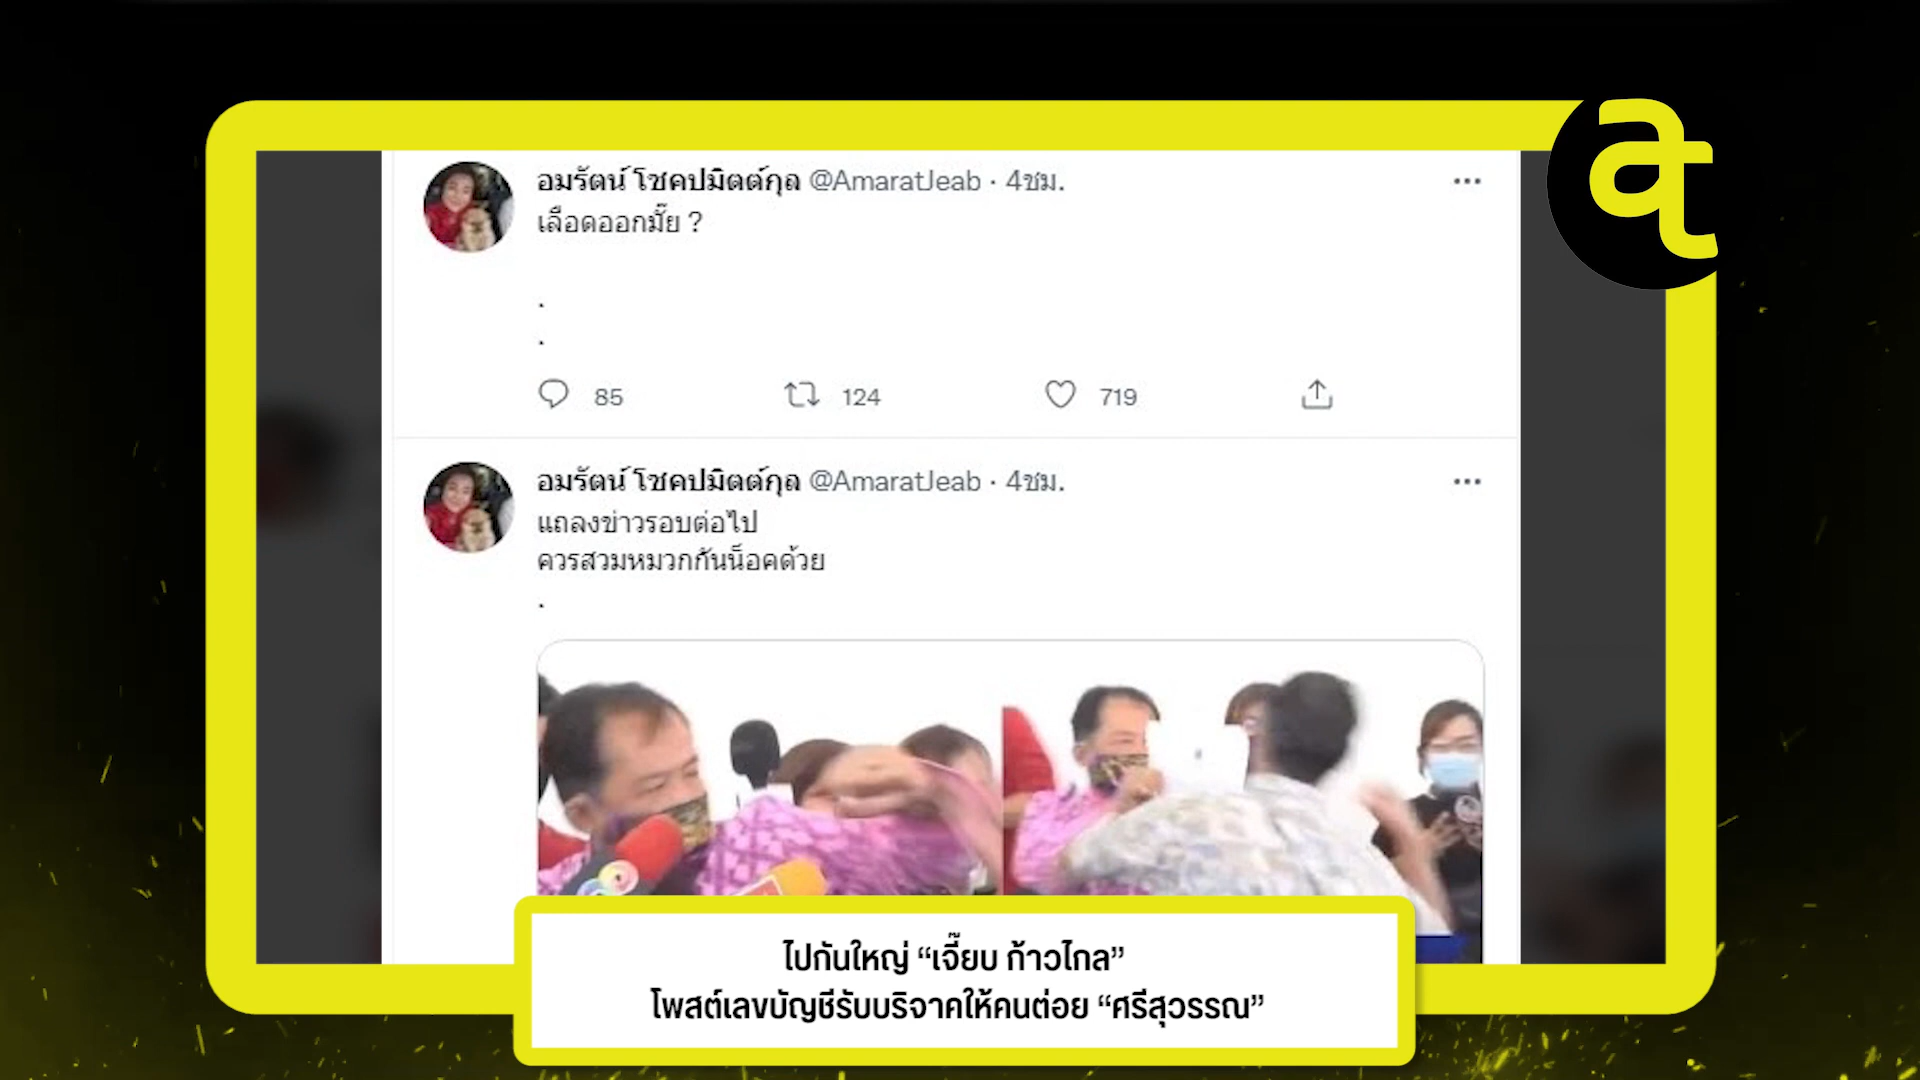 อมรัตน์ โชคปมิตต์กุล @AmaratJeab · 4ชม.
เลือดออกมั๊ย ?
.
.
85 124 719
อมรัตน์ โชคปมิตต์กุล @AmaratJeab · 4ชม.
แถลงข่าวรอบต่อไป
ควรสวมหมวกกันน็อคด้วย
.
ไปกันใหญ่ “เจี๊ยบ ก้าวไกล”
โพสต์เลขบัญชีรับบริจาคให้คนต่อย “ศรีสุวรรณ”